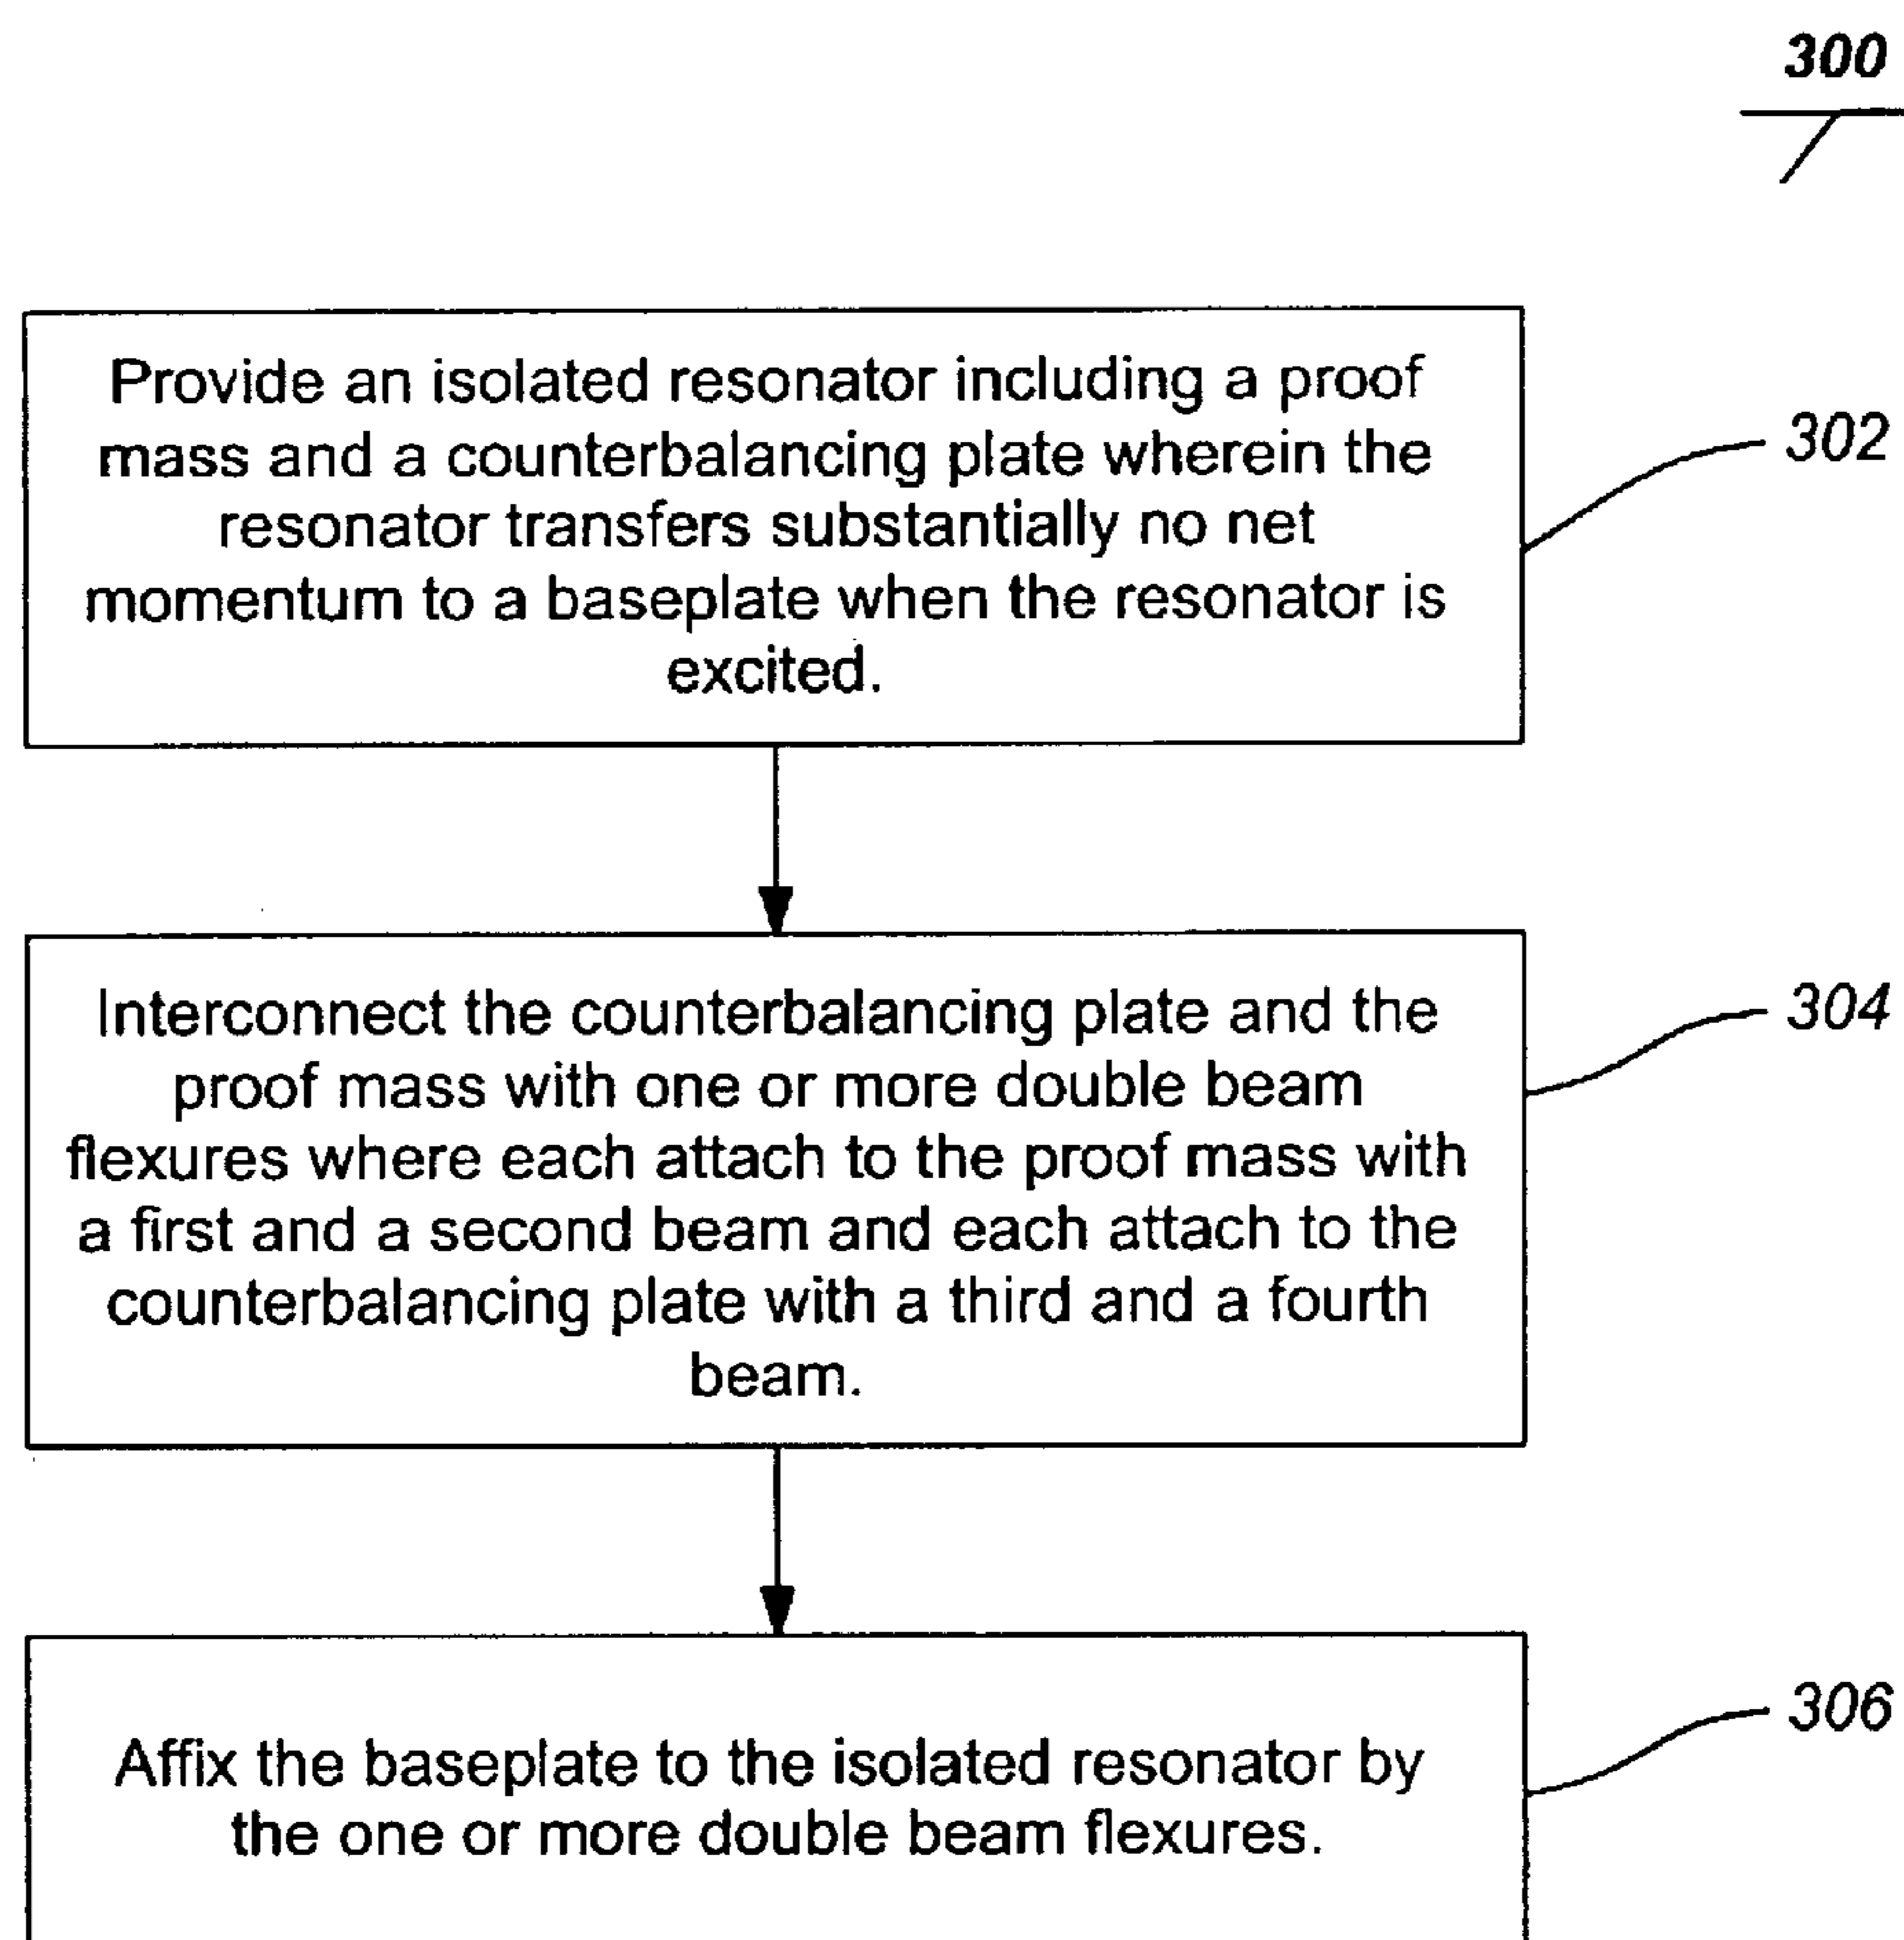 300
Provide an isolated resonator including a proof
mass and a counterbalancing plate wherein the
resonator transfers substantially no net
momentum to a baseplate when the resonator is
excited.
302
Interconnect the counterbalancing plate and the
proof mass with one or more double beam
flexures where each attach to the proof mass with
a first and a second beam and each attach to the
counterbalancing plate with a third and a fourth
beam.
304
Affix the baseplate to the isolated resonator by
the one or more double beam flexures.
306